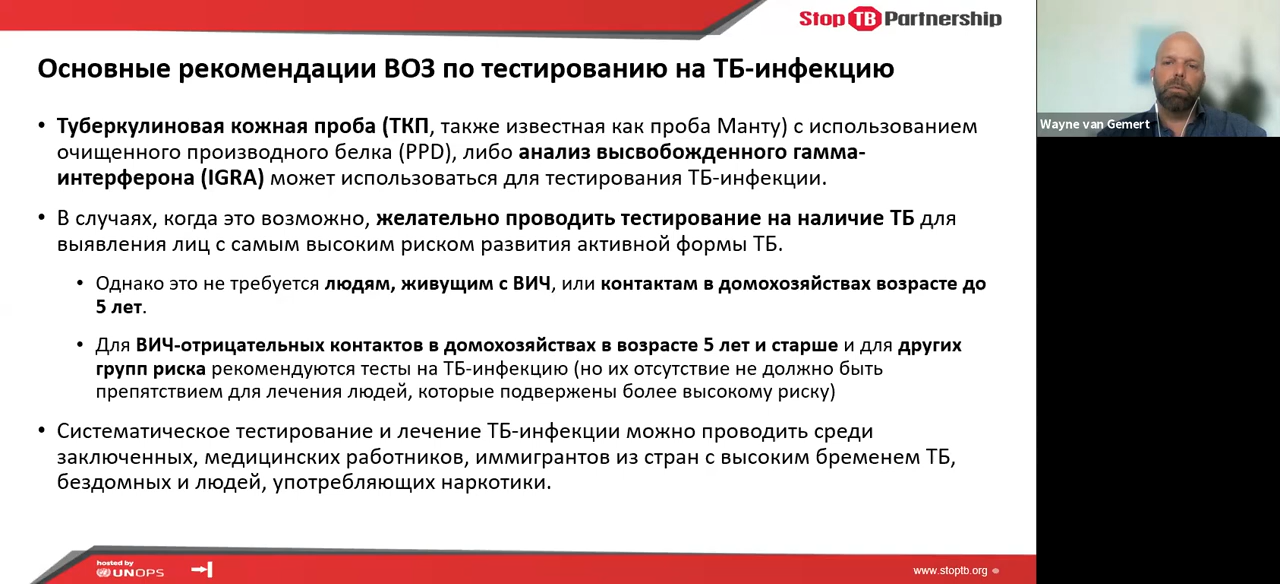 Stop TB Partnership
Основные рекомендации ВОЗ по тестированию на ТБ-инфекцию
Wayne van Gemert
• Туберкулиновая кожная проба (ТКП, также известная как проба Манту) с использованием
очищенного производного белка (PPD), либо анализ высвобожденного гамма-
интерферона (IGRA) может использоваться для тестирования ТБ-инфекции.
• В случаях, когда это возможно, желательно проводить тестирование на наличие ТБ для
выявления лиц с самым высоким риском развития активной формы ТБ.
• Однако это не требуется людям, живущим с ВИЧ, или контактам в домохозяйствах возрасте до
5 лет.
• Для ВИЧ-отрицательных контактов в домохозяйствах в возрасте 5 лет и старше и для других
групп риска рекомендуются тесты на ТБ-инфекцию (но их отсутствие не должно быть
препятствием для лечения людей, которые подвержены более высокому риску)
• Систематическое тестирование и лечение ТБ-инфекции можно проводить среди
заключенных, медицинских работников, иммигрантов из стран с высоким бременем ТБ,
бездомных и людей, употребляющих наркотики.
hosted by
UNOPS
www.stoptb.org